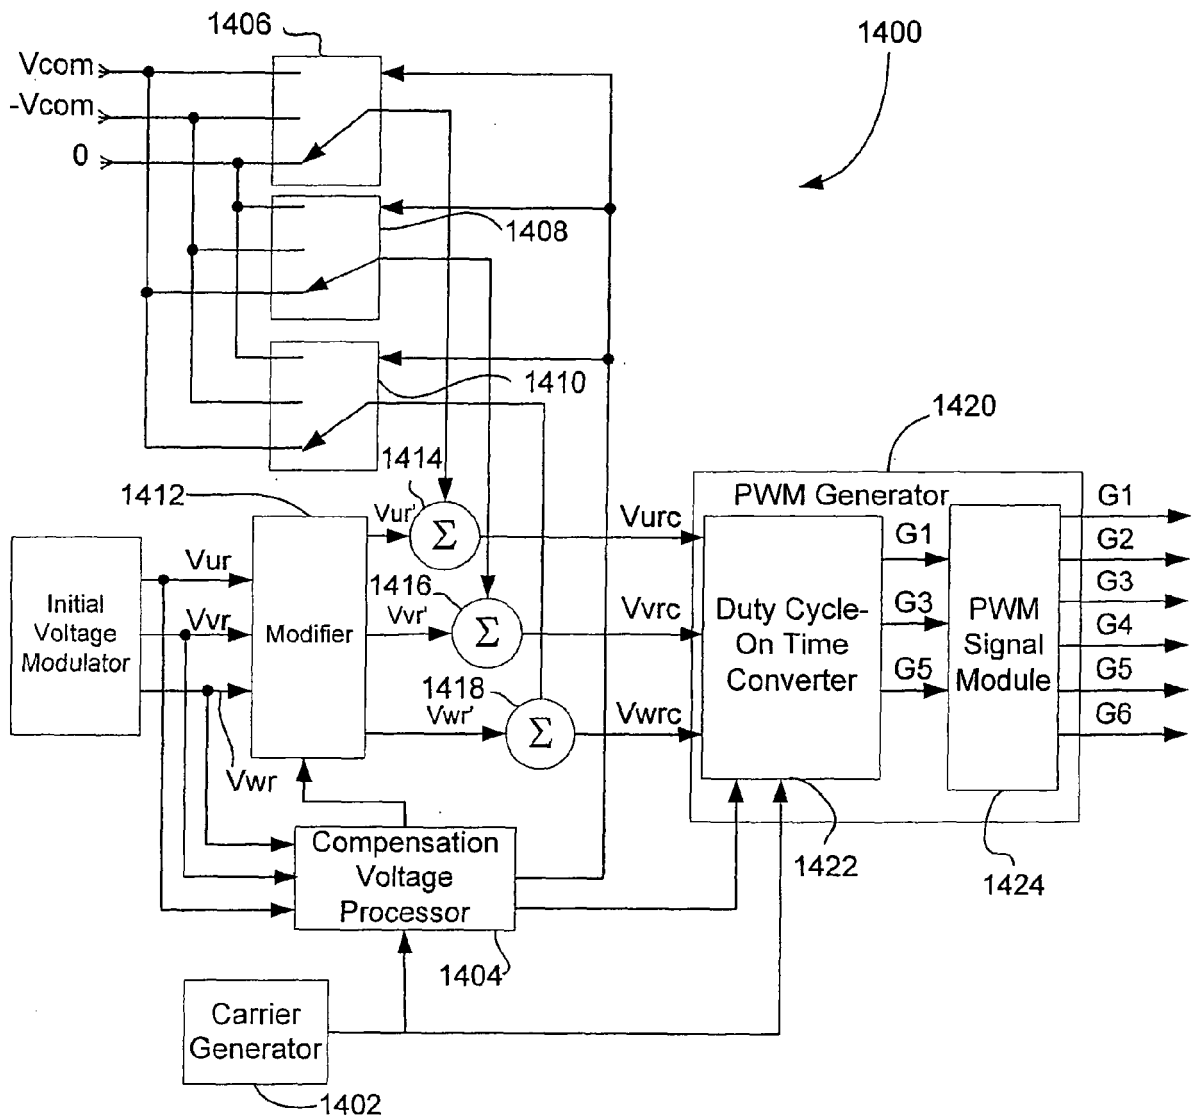 1406
1400
Vcom
-Vcom
0
1408
1410
1420
1414
1412
PWM Generator
G1
Vur'
Vurc
G1
G2
Vur
1416
G3
Initial
Voltage
Modulator
Vvr
Modifier
Vvr'
Vvrc
Duty Cycle-
On Time
Converter
G3
PWM
Signal
Module
G4
1418
G5
G5
Vwr'
Vwrc
G6
Vwr
Compensation
Voltage
Processor
1422
1424
1404
Carrier
Generator
1402